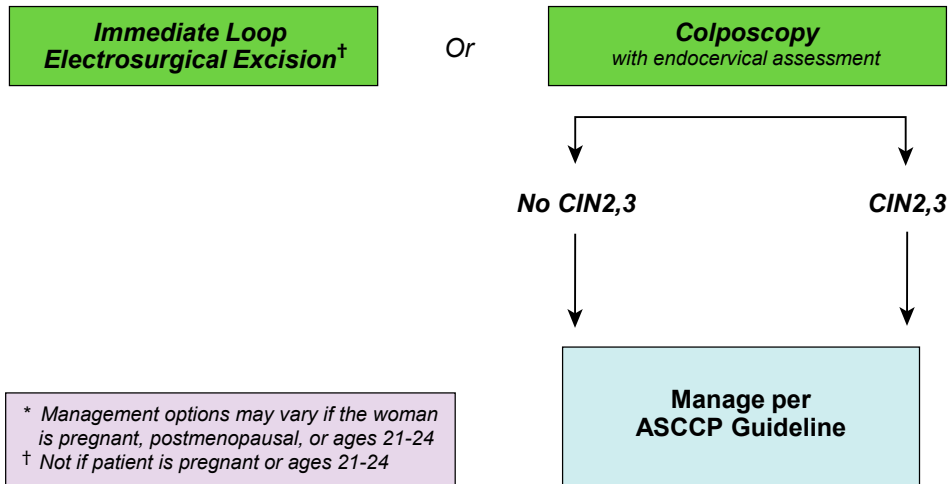 Immediate Loop
Electrosurgical Excision†
Or
Colposcopy
with endocervical assessment
No CIN2,3
CIN2,3
Manage per
ASCCP Guideline
* Management options may vary if the woman
is pregnant, postmenopausal, or ages 21-24
† Not if patient is pregnant or ages 21-24